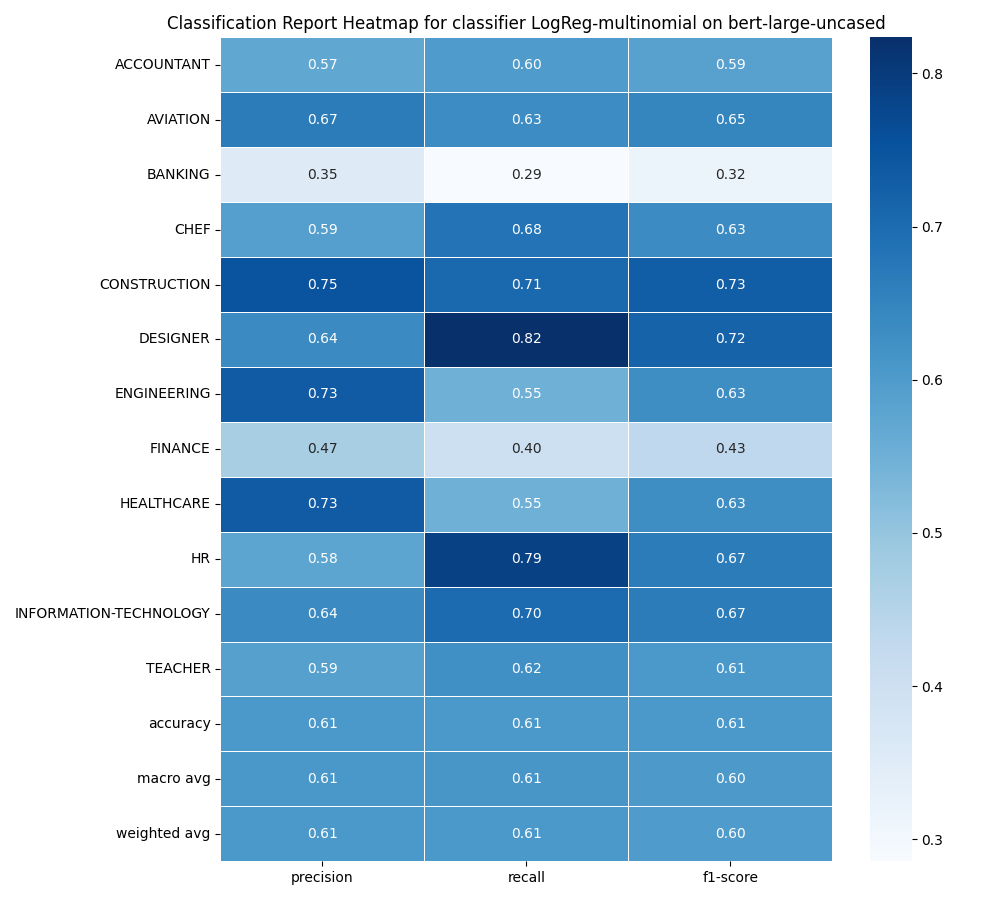 Classification Report Heatmap for classifier LogReg-multinomial on bert-large-uncased
ACCOUNTANT 0.57 0.60 0.59
AVIATION 0.67 0.63 0.65
BANKING 0.35 0.29 0.32
CHEF 0.59 0.68 0.63
CONSTRUCTION 0.75 0.71 0.73
DESIGNER 0.64 0.82 0.72
ENGINEERING 0.73 0.55 0.63
FINANCE 0.47 0.40 0.43
HEALTHCARE 0.73 0.55 0.63
HR 0.58 0.79 0.67
INFORMATION-TECHNOLOGY 0.64 0.70 0.67
TEACHER 0.59 0.62 0.61
accuracy 0.61 0.61 0.61
macro avg 0.61 0.61 0.60
weighted avg 0.61 0.61 0.60
precision recall f1-score
0.8
0.7
0.6
0.5
0.4
0.3